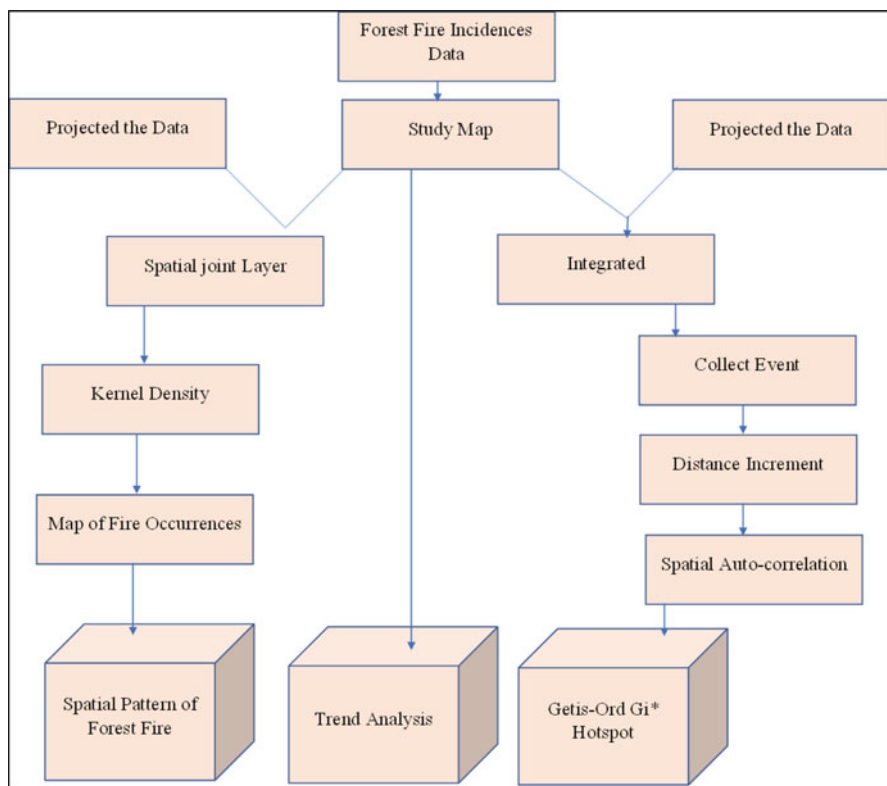 Forest Fire Incidences
Data
Projected the Data
Study Map
Projected the Data
Spatial joint Layer
Integrated
Kernel Density
Collect Event
Map of Fire Occurrences
Distance Increment
Spatial Auto-correlation
Spatial Pattern of
Forest Fire
Trend Analysis
Getis-Ord Gi*
Hotspot